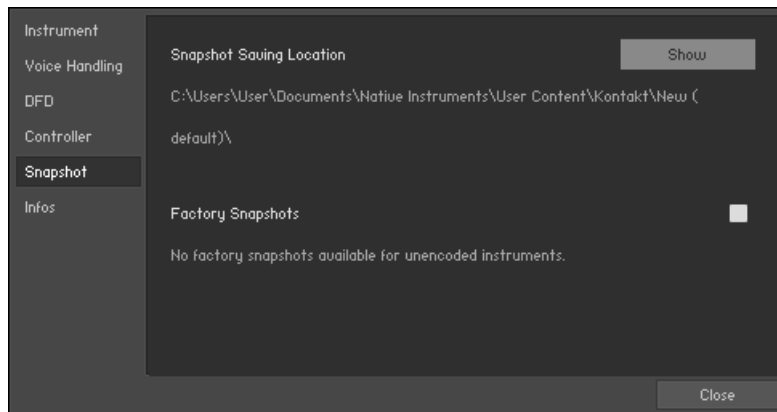 Instrument
Voice Handling
DFD
Controller
Snapshot
Infos
Snapshot Saving Location
Show
C:\Users\User\Documents\Native Instruments\User Content\Kontakt\New (
default)\
Factory Snapshots
No factory snapshots available for unencoded instruments.
Close